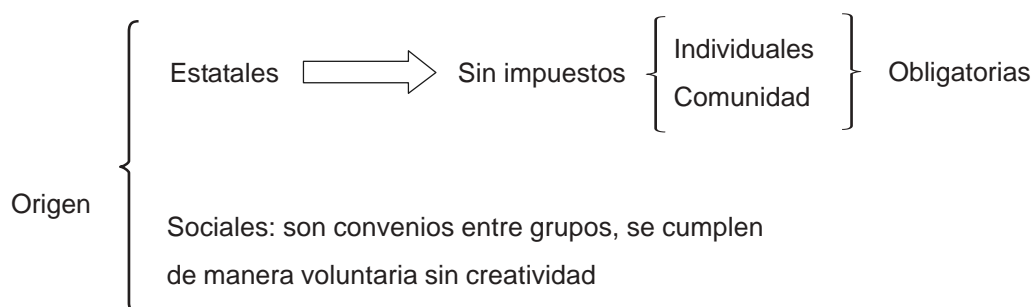 Estatales
Sin impuestos
Individuales
Comunidad
Obligatorias
Origen
Sociales: son convenios entre grupos, se cumplen
de manera voluntaria sin creatividad